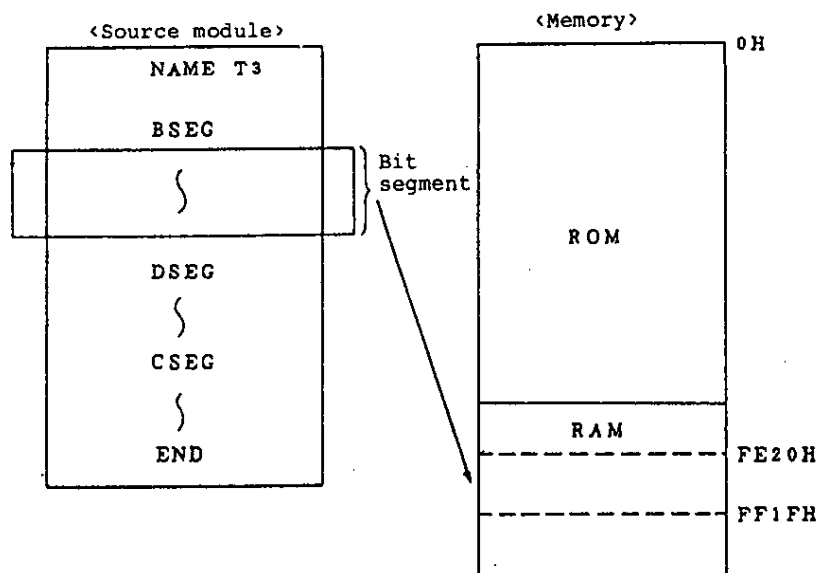 <Source module>
NAME T3
BSEG
Bit
segment
DSEG
CSEG
END
<Memory>
0H
ROM
RAM
FE20H
FF1FH